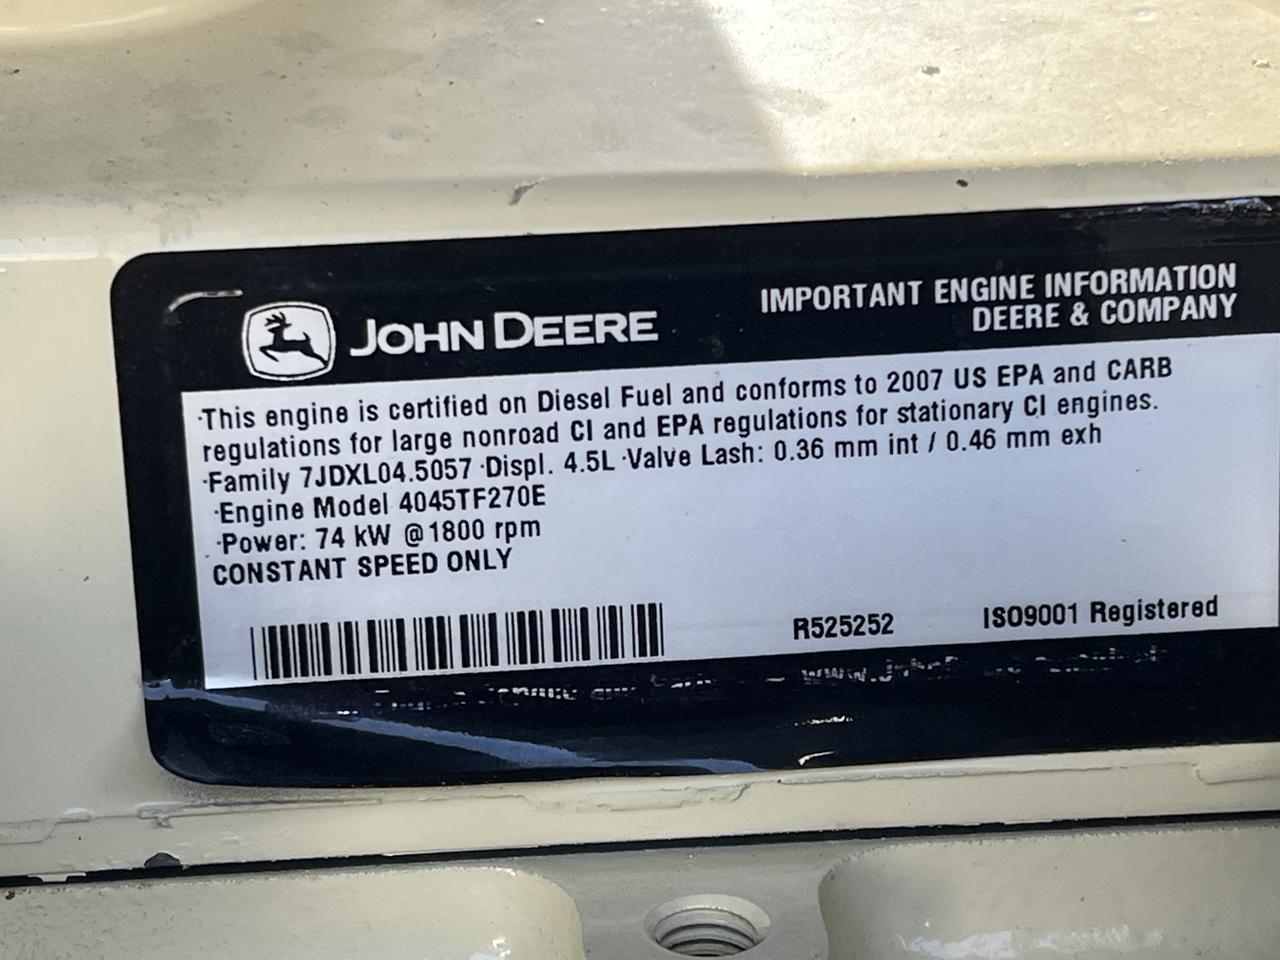 JOHN DEERE
IMPORTANT ENGINE INFORMATION
DEERE & COMPANY
·This engine is certified on Diesel Fuel and conforms to 2007 US EPA and CARB
regulations for large nonroad CI and EPA regulations for stationary CI engines.
·Family 7JDXL04.5057 ·Displ. 4.5L ·Valve Lash: 0.36 mm int / 0.46 mm exh
·Engine Model 4045TF270E
·Power: 74 kW @1800 rpm
CONSTANT SPEED ONLY
R525252
ISO9001 Registered